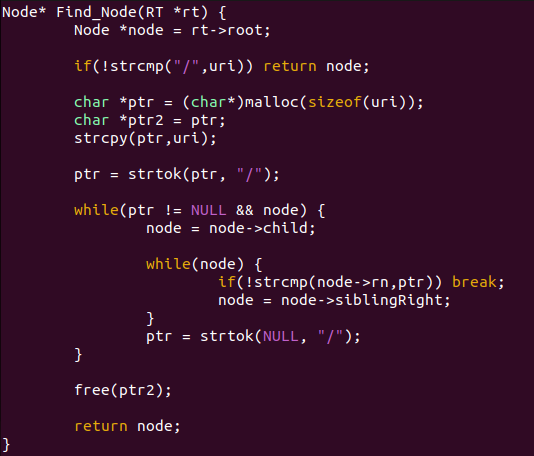 Node* Find_Node(RT *rt) {
        Node *node = rt->root;

        if(!strcmp("/",uri)) return node;

        char *ptr = (char*)malloc(sizeof(uri));
        char *ptr2 = ptr;
        strcpy(ptr,uri);

        ptr = strtok(ptr, "/");

        while(ptr != NULL && node) {
                node = node->child;

                while(node) {
                        if(!strcmp(node->rn,ptr)) break;
                        node = node->siblingRight;
                }
                ptr = strtok(NULL, "/");
        }

        free(ptr2);

        return node;
}